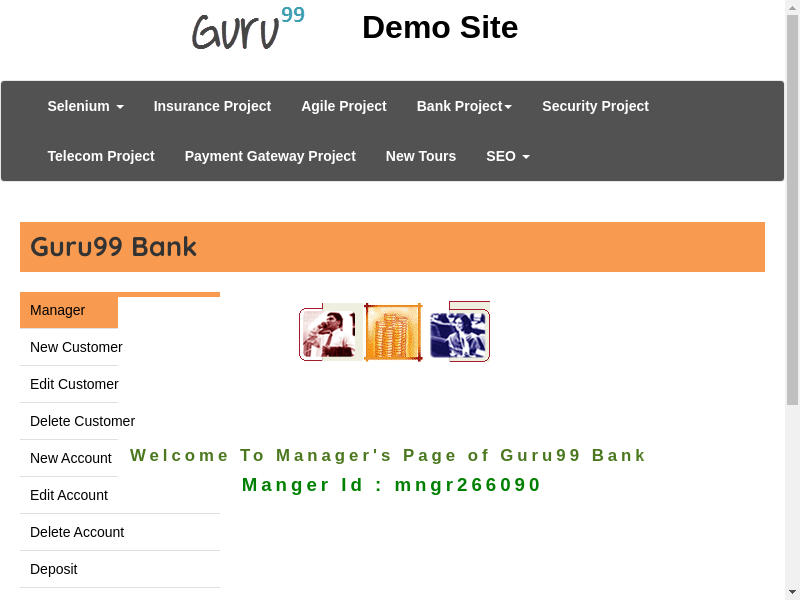 Guru99 Demo Site
Selenium Insurance Project Agile Project Bank Project Security Project
Telecom Project Payment Gateway Project New Tours SEO
Guru99 Bank
Manager
New Customer
Edit Customer
Delete Customer
New Account
Edit Account
Delete Account
Deposit
Welcome To Manager's Page of Guru99 Bank
Manger Id : mngr266090